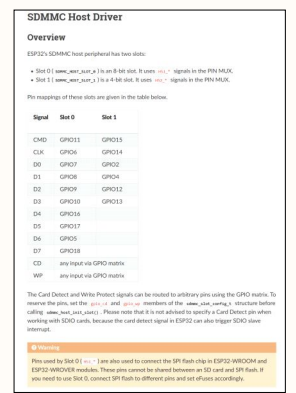 SDMMC Host Driver
Overview
ESP32's SDMMC host peripheral has two slots:
• Slot 0 ( SDMMC_HOST_SLOT_0 ) is an 8-bit slot. It uses HS1_* signals in the PIN MUX.
• Slot 1 ( SDMMC_HOST_SLOT_1 ) is a 4-bit slot. It uses HS2_* signals in the PIN MUX.
Pin mappings of these slots are given in the table below.
Signal Slot 0 Slot 1
CMD GPIO11 GPIO15
CLK GPIO6 GPIO14
D0 GPIO7 GPIO2
D1 GPIO8 GPIO4
D2 GPIO9 GPIO12
D3 GPIO10 GPIO13
D4 GPIO16
D5 GPIO17
D6 GPIO5
D7 GPIO18
CD any input via GPIO matrix
WP any input via GPIO matrix
The Card Detect and Write Protect signals can be routed to arbitrary pins using the GPIO matrix. To
reserve the pins, set the gpio_cd and gpio_wp members of the sdmmc_slot_config_t structure before
calling sdmmc_host_init_slot() . Please note that it is not advised to specify a Card Detect pin when
working with SDIO cards, because the card detect signal in ESP32 can also trigger SDIO slave
interrupt.
Warning
Pins used by Slot 0 ( HS1_* ) are also used to connect the SPI flash chip in ESP-WROOM and
ESP-WROVER modules. These pins cannot be shared between an SD card and SPI flash. If
you need to use Slot 0, connect SPI flash to different pins and set eFuses accordingly.